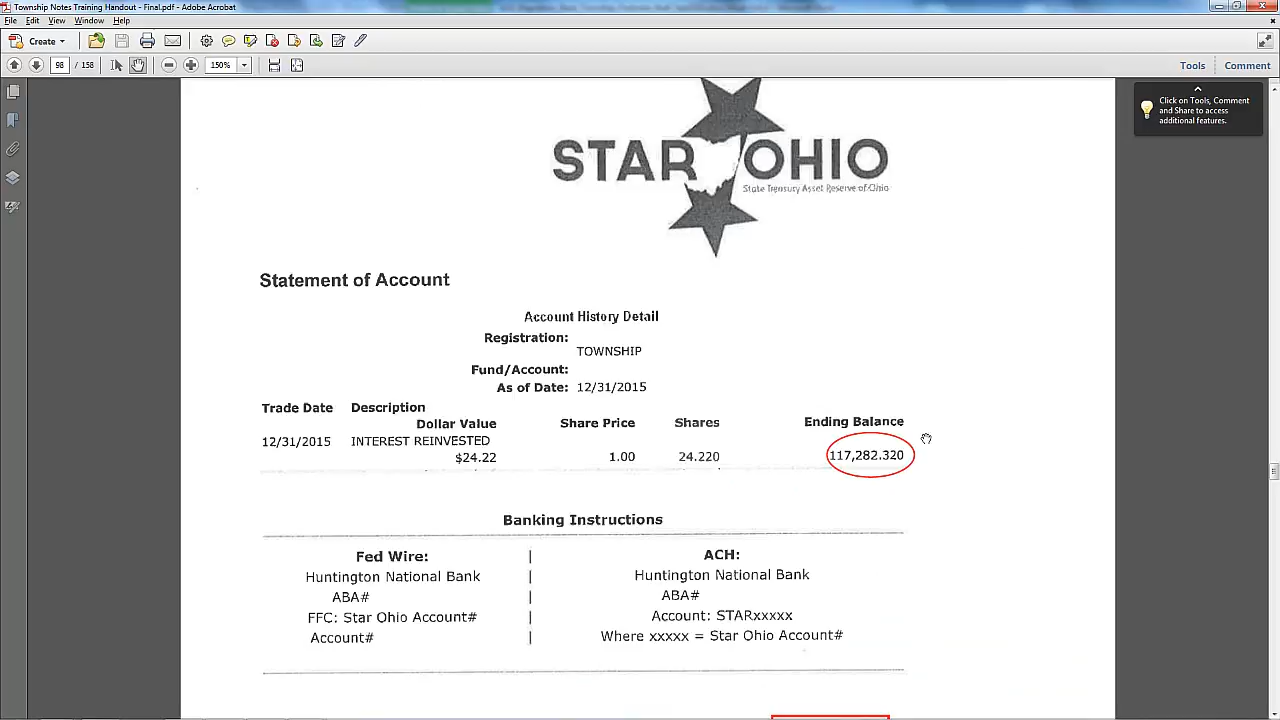 Township Notes Training Handout - Final.pdf - Adobe Acrobat
File Edit View Window Help
Create
98 / 158 150% Tools Comment
Click on Tools, Comment
and Share to access
additional features.
STAR OHIO
State Treasury Asset Reserve of Ohio
Statement of Account
Account History Detail
Registration:
TOWNSHIP
Fund/Account:
As of Date: 12/31/2015
Trade Date Description
Dollar Value Share Price Shares Ending Balance
12/31/2015 INTEREST REINVESTED
$24.22 1.00 24.220 117,282.320
Banking Instructions
Fed Wire: | ACH:
Huntington National Bank | Huntington National Bank
ABA# | ABA#
FFC: Star Ohio Account# | Account: STARxxxxx
Account# | Where xxxxx = Star Ohio Account#